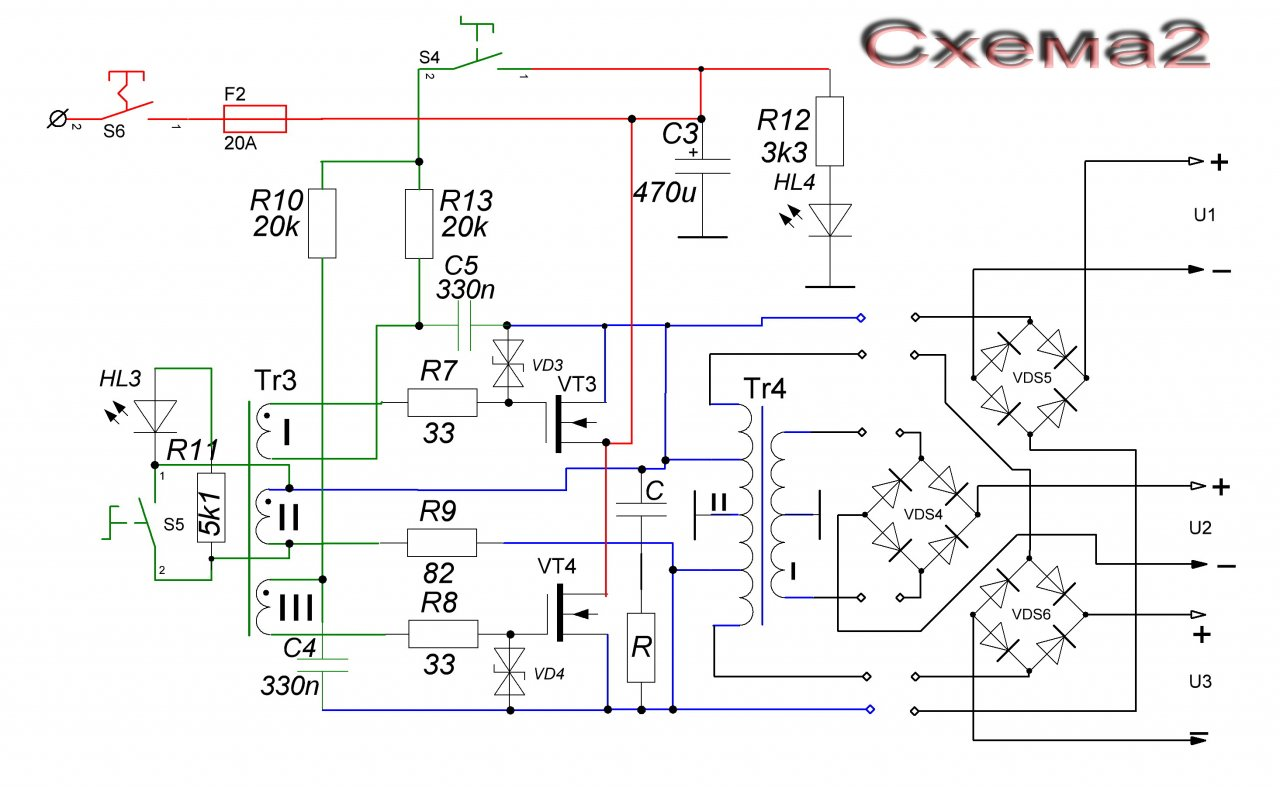 Схема2
S4
2
1
S6
2
1
F2
20A
C3
+
470u
R12
3k3
HL4
R10
20k
R13
20k
C5
330n
+
U1
−
HL3
Tr3
R7
33
VD3
VT3
Tr4
VDS5
R11
5k1
1
S5
2
I
II
III
R9
82
C
II
I
VDS4
+
U2
−
VT4
R8
33
VD4
R
C4
330n
VDS6
+
U3
−